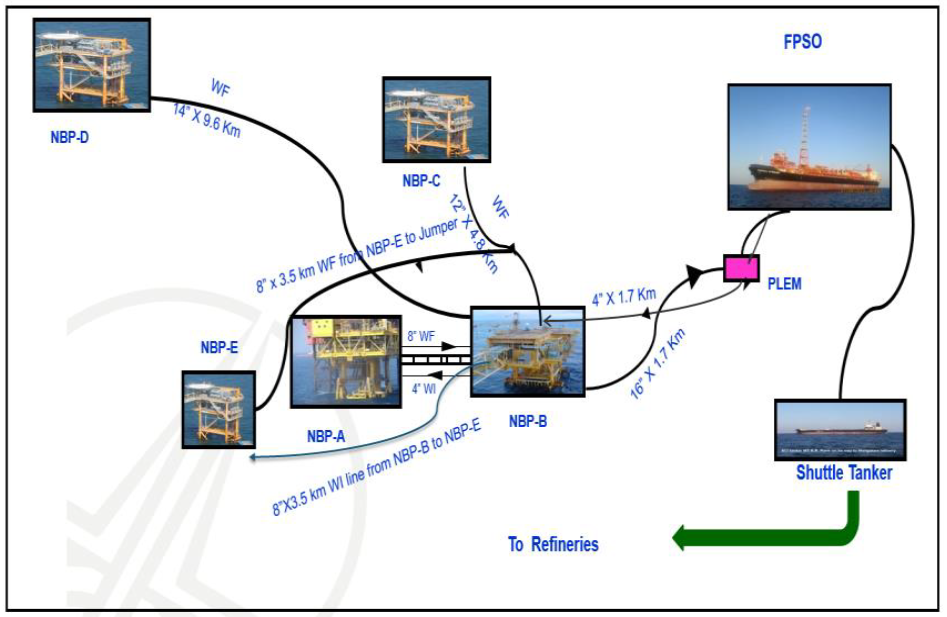 FPSO
WF
14" X 9.6 Km
NBP-D
NBP-C
WF
12" X 4.8 Km
8" x 3.5 km WF from NBP-E to Jumper
PLEM
4" X 1.7 Km
16" X 1.7 Km
NBP-E
8" WF
4" WI
NBP-A
NBP-B
8"X3.5 km WI line from NBP-B to NBP-E
Shuttle Tanker
To Refineries